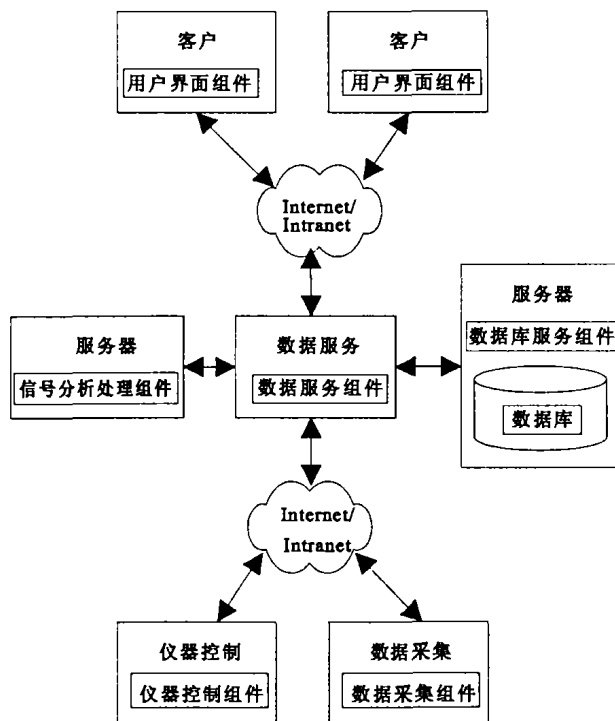 客户
用户界面组件
客户
用户界面组件
Internet/
Intranet
服务器
信号分析处理组件
数据服务
数据服务组件
服务器
数据库服务组件
数据库
Internet/
Intranet
仪器控制
仪器控制组件
数据采集
数据采集组件